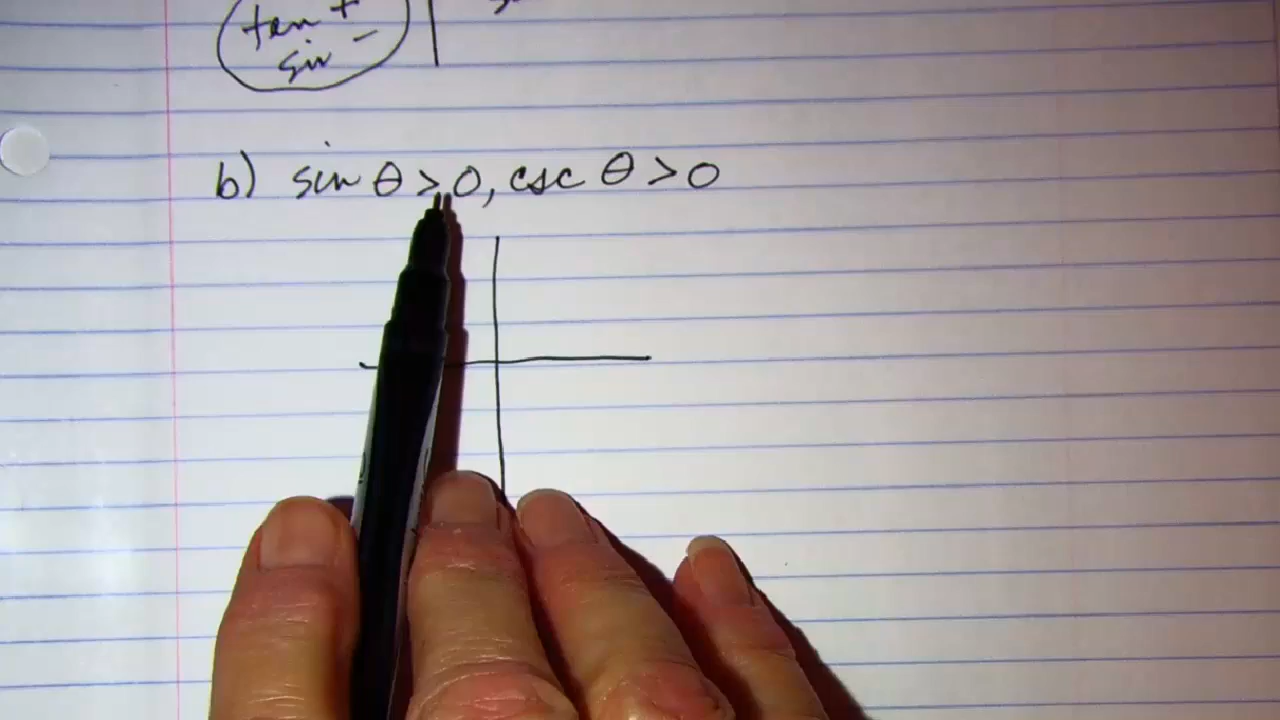 tan +
sin −
b) sin θ > 0, csc θ > 0